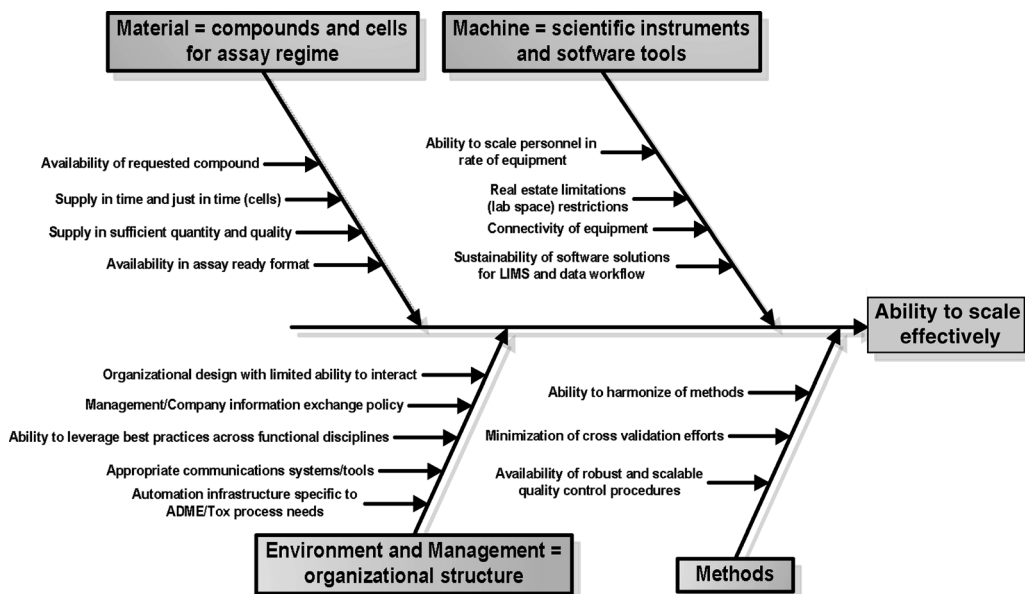 Material = compounds and cells
for assay regime
Machine = scientific instruments
and sotfware tools
Availability of requested compound
Supply in time and just in time (cells)
Supply in sufficient quantity and quality
Availability in assay ready format
Ability to scale personnel in
rate of equipment
Real estate limitations
(lab space) restrictions
Connectivity of equipment
Sustainability of software solutions
for LIMS and data workflow
Ability to scale
effectively
Organizational design with limited ability to interact
Management/Company information exchange policy
Ability to leverage best practices across functional disciplines
Appropriate communications systems/tools
Automation infrastructure specific to
ADME/Tox process needs
Ability to harmonize of methods
Minimization of cross validation efforts
Availability of robust and scalable
quality control procedures
Environment and Management =
organizational structure
Methods